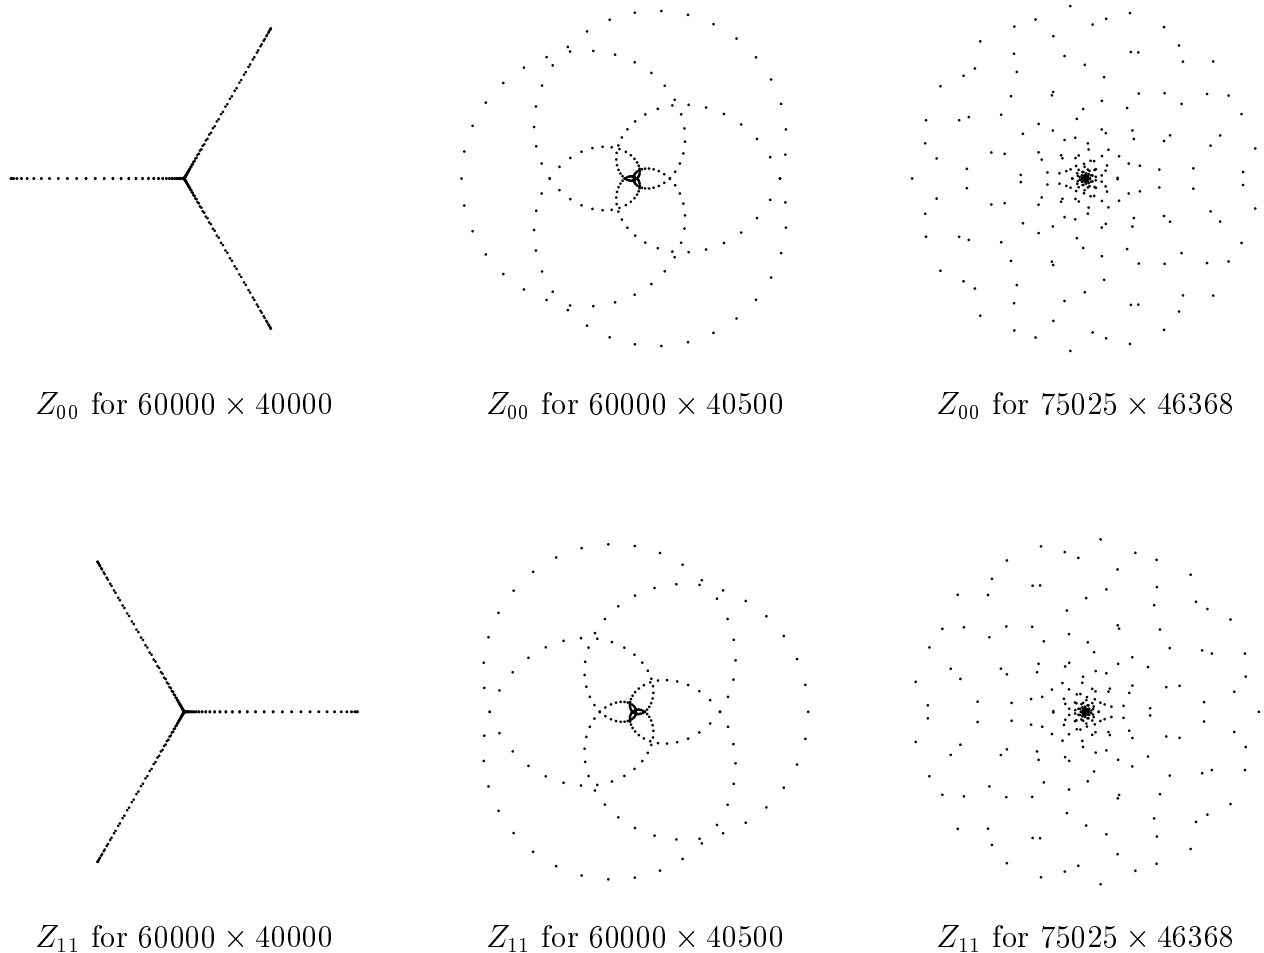 Z₀₀ for 60000 × 40000
Z₀₀ for 60000 × 40500
Z₀₀ for 75025 × 46368
Z₁₁ for 60000 × 40000
Z₁₁ for 60000 × 40500
Z₁₁ for 75025 × 46368